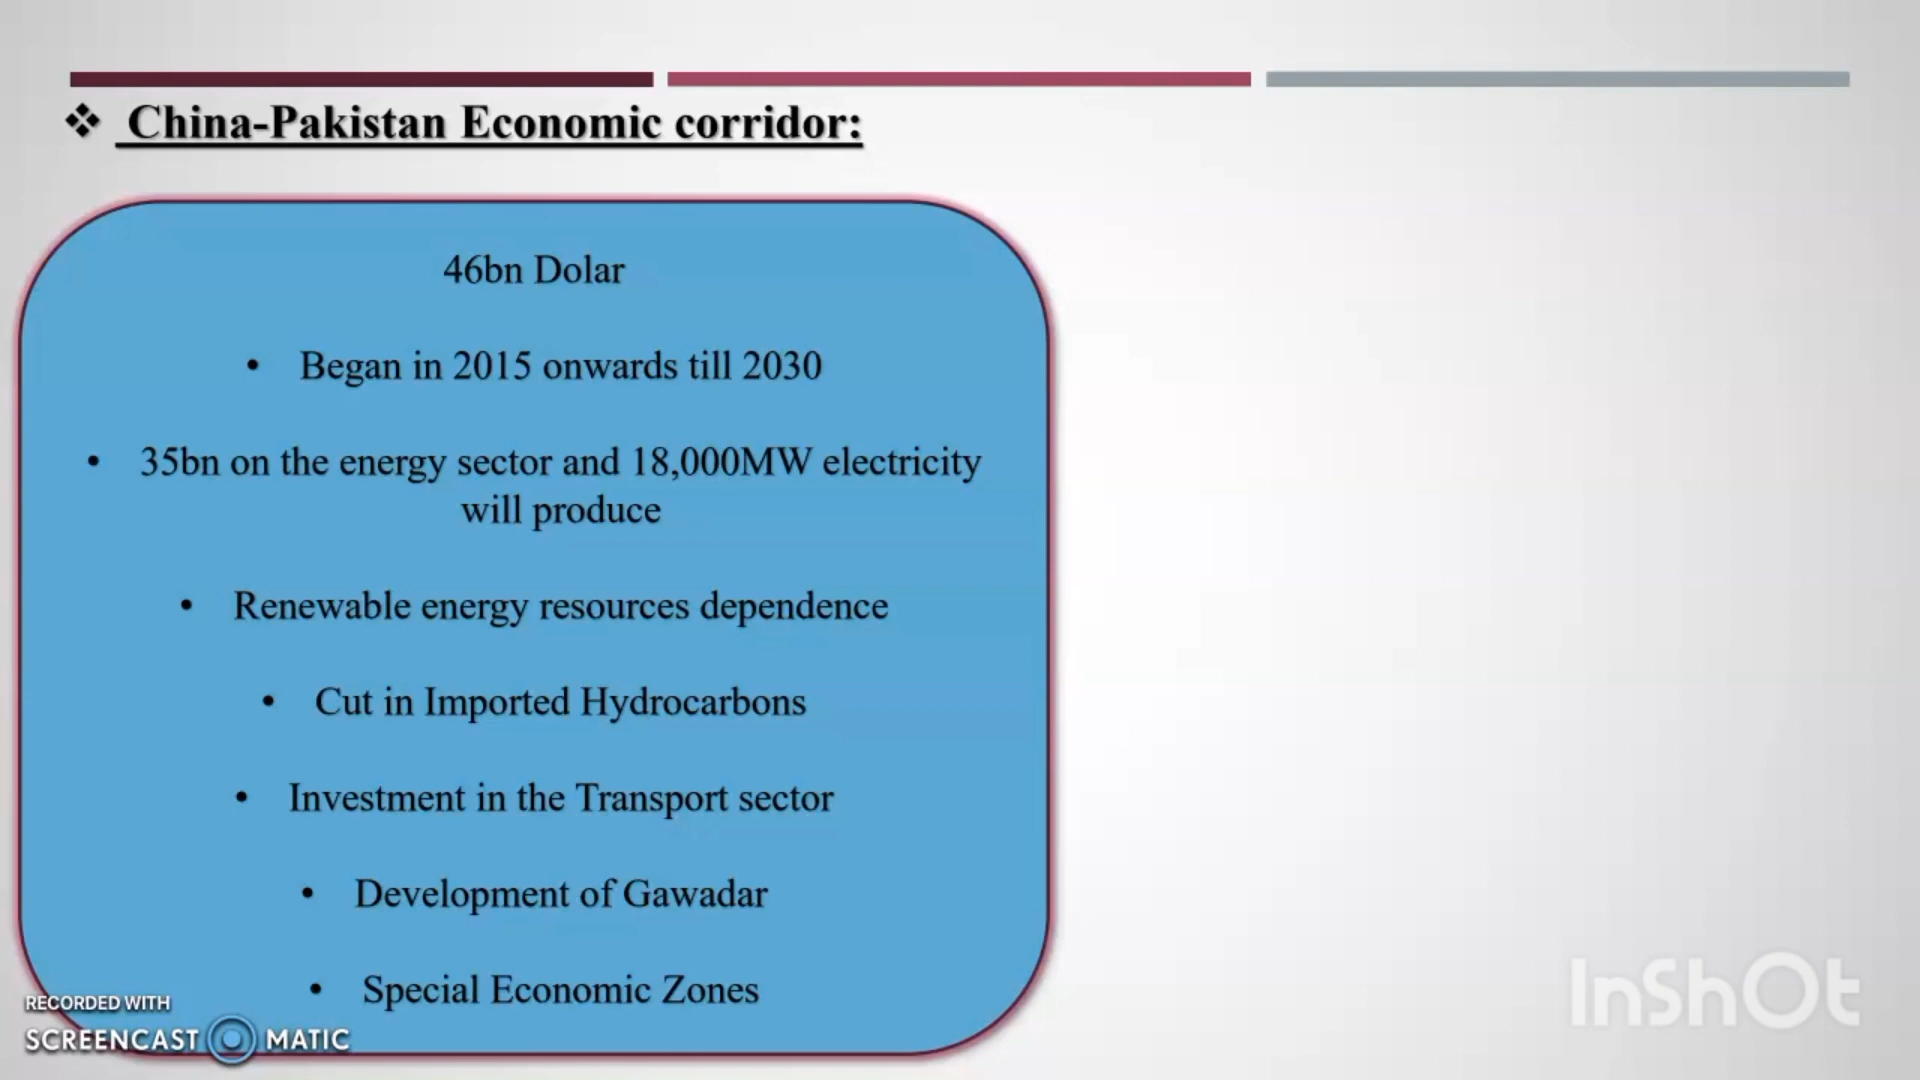 ❖ China-Pakistan Economic corridor:
46bn Dolar
• Began in 2015 onwards till 2030
• 35bn on the energy sector and 18,000MW electricity
will produce
• Renewable energy resources dependence
• Cut in Imported Hydrocarbons
• Investment in the Transport sector
• Development of Gawadar
• Special Economic Zones
RECORDED WITH
SCREENCAST MATIC
InShOt